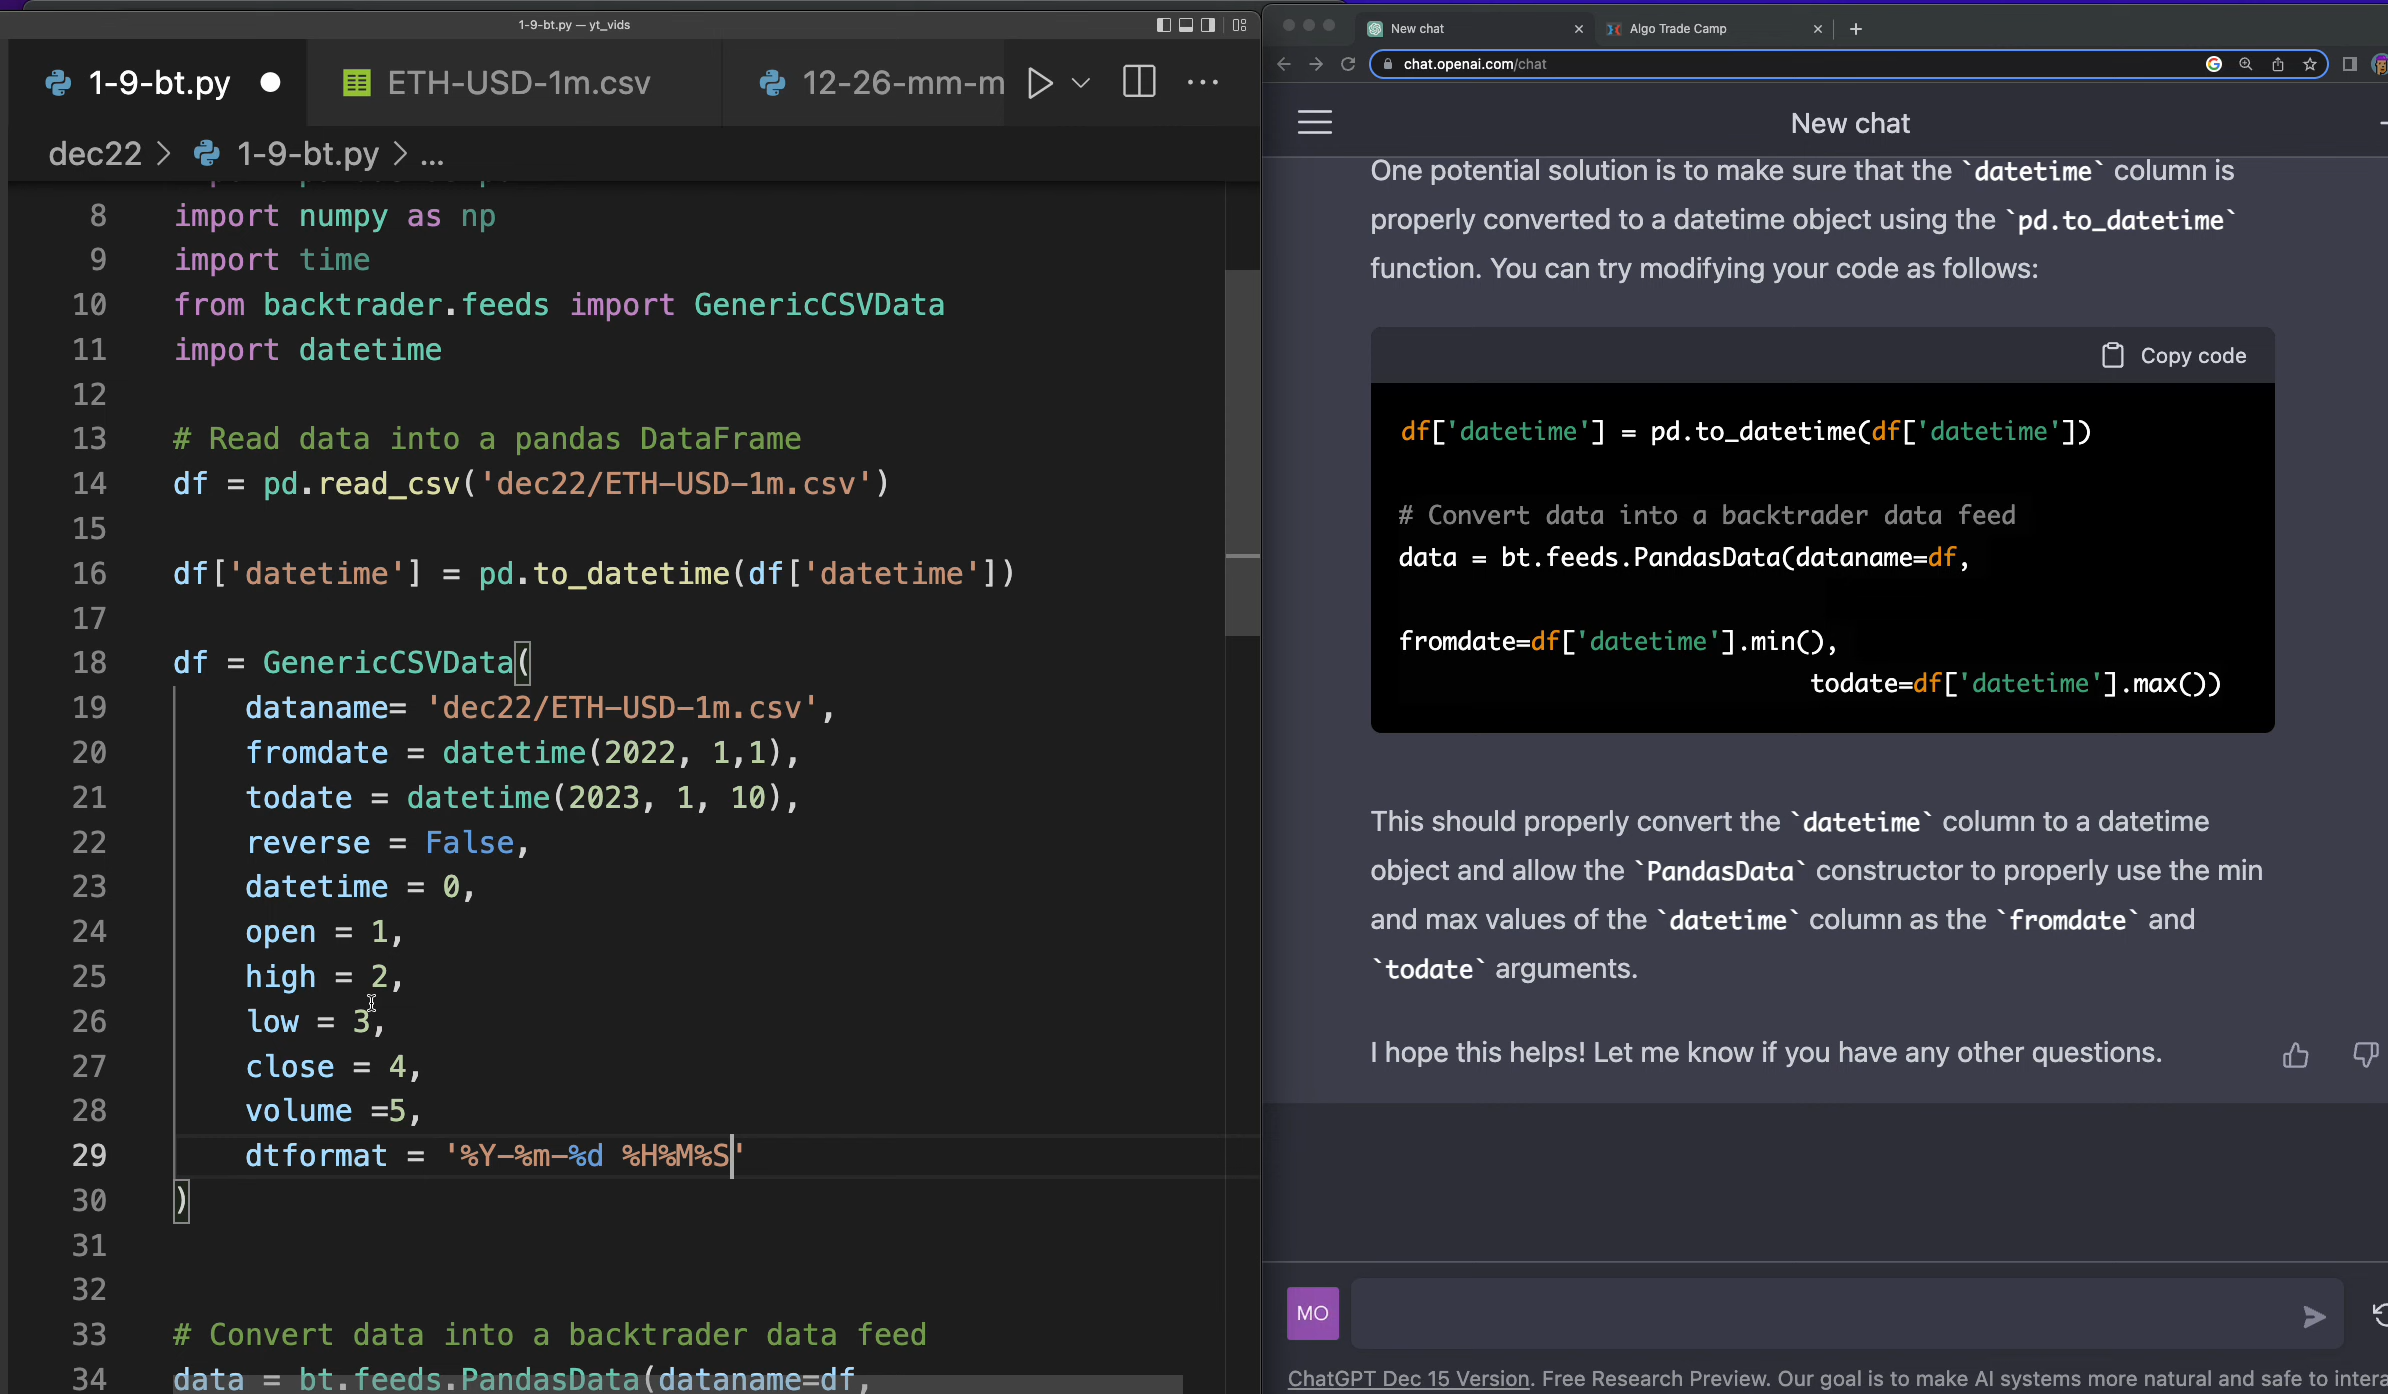 1-9-bt.py — yt_vids
1-9-bt.py
ETH-USD-1m.csv
12-26-mm-m
dec22 > 1-9-bt.py > ...
8 import numpy as np
9 import time
10 from backtrader.feeds import GenericCSVData
11 import datetime
12
13 # Read data into a pandas DataFrame
14 df = pd.read_csv('dec22/ETH-USD-1m.csv')
15
16 df['datetime'] = pd.to_datetime(df['datetime'])
17
18 df = GenericCSVData(
19 dataname= 'dec22/ETH-USD-1m.csv',
20 fromdate = datetime(2022, 1,1),
21 todate = datetime(2023, 1, 10),
22 reverse = False,
23 datetime = 0,
24 open = 1,
25 high = 2,
26 low = 3,
27 close = 4,
28 volume =5,
29 dtformat = '%Y-%m-%d %H%M%S'
30 )
31
32
33 # Convert data into a backtrader data feed
34 data = bt.feeds.PandasData(dataname=df,
New chat
Algo Trade Camp
chat.openai.com/chat
New chat
One potential solution is to make sure that the `datetime` column is
properly converted to a datetime object using the `pd.to_datetime`
function. You can try modifying your code as follows:
Copy code
df['datetime'] = pd.to_datetime(df['datetime'])
# Convert data into a backtrader data feed
data = bt.feeds.PandasData(dataname=df,
fromdate=df['datetime'].min(),
todate=df['datetime'].max())
This should properly convert the `datetime` column to a datetime
object and allow the `PandasData` constructor to properly use the min
and max values of the `datetime` column as the `fromdate` and
`todate` arguments.
I hope this helps! Let me know if you have any other questions.
MO
ChatGPT Dec 15 Version. Free Research Preview. Our goal is to make AI systems more natural and safe to intera